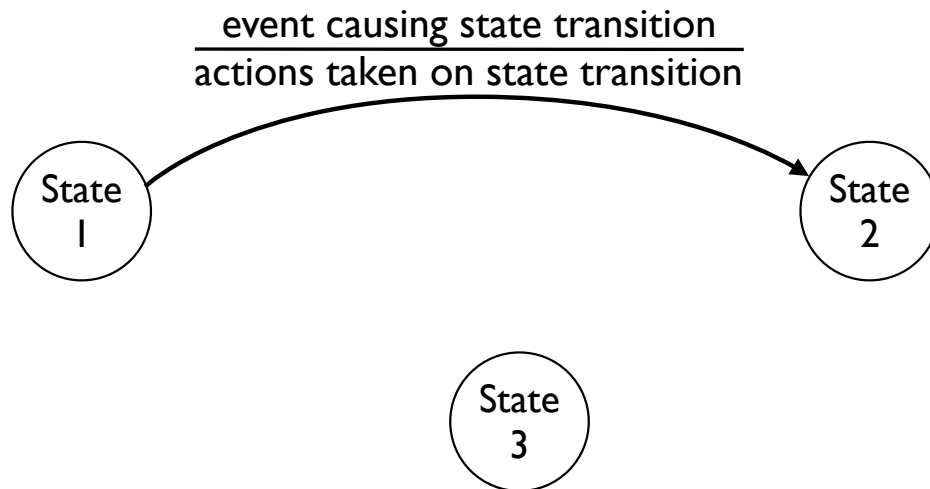 event causing state transition
actions taken on state transition
State
1
State
2
State
3